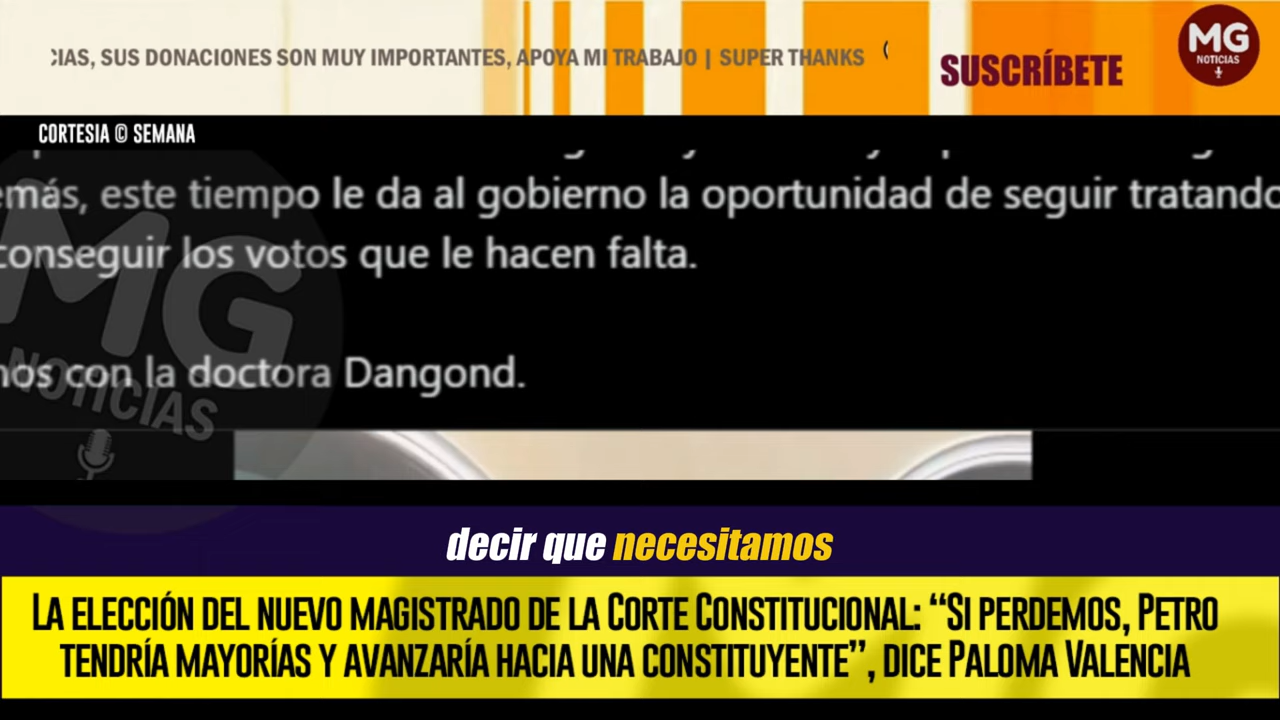 CIAS, SUS DONACIONES SON MUY IMPORTANTES, APOYA MI TRABAJO | SUPER THANKS
SUSCRÍBETE
MG
NOTICIAS
CORTESIA © SEMANA
emás, este tiempo le da al gobierno la oportunidad de seguir tratando
conseguir los votos que le hacen falta.
MG
NOTICIAS
nos con la doctora Dangond.
decir que necesitamos
LA ELECCIÓN DEL NUEVO MAGISTRADO DE LA CORTE CONSTITUCIONAL: “SI PERDEMOS, PETRO
TENDRÍA MAYORÍAS Y AVANZARÍA HACIA UNA CONSTITUYENTE”, DICE PALOMA VALENCIA